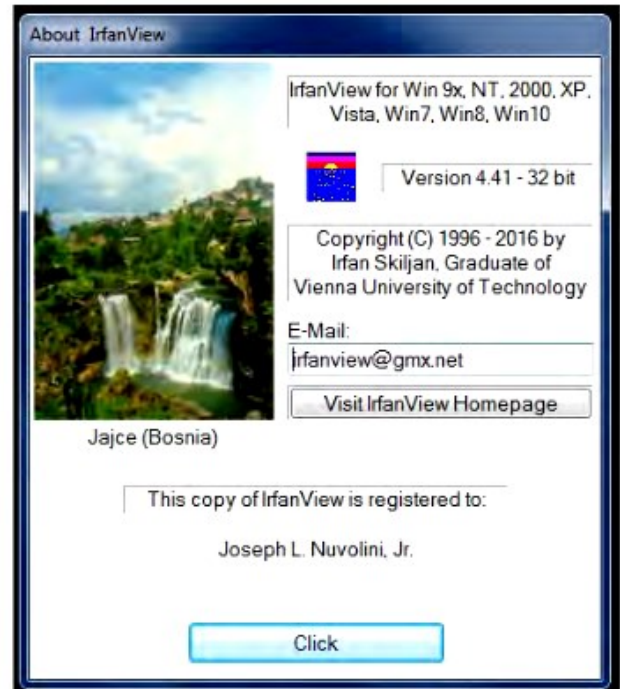 About IrfanView
IrfanView for Win 9x, NT, 2000, XP,
Vista, Win7, Win8, Win10
Version 4.41 - 32 bit
Copyright (C) 1996 - 2016 by
Irfan Skiljan, Graduate of
Vienna University of Technology
E-Mail:
irfanview@gmx.net
Visit IrfanView Homepage
Jajce (Bosnia)
This copy of IrfanView is registered to:
Joseph L. Nuvolini, Jr.
Click